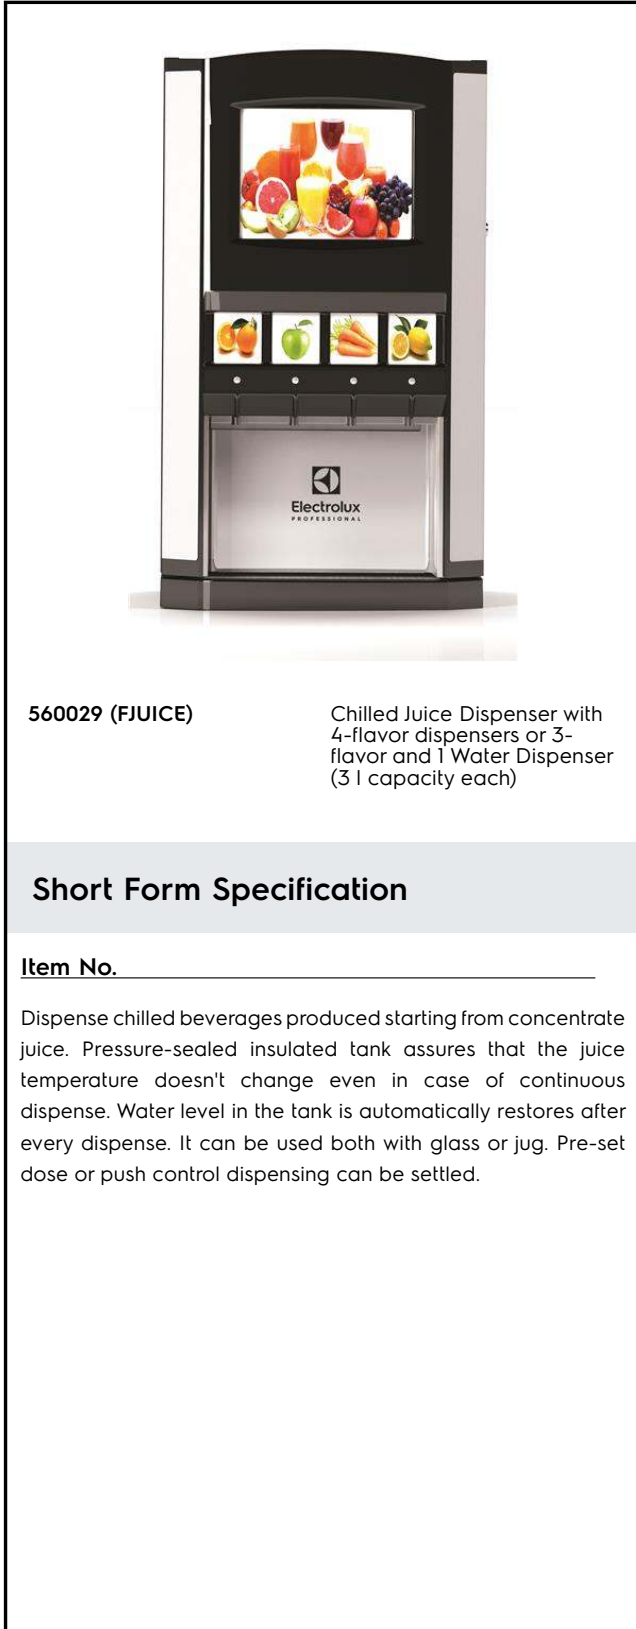 Electrolux
PROFESSIONAL
560029 (FJUICE)
Chilled Juice Dispenser with
4-flavor dispensers or 3-
flavor and 1 Water Dispenser
(3 l capacity each)
Short Form Specification
Item No.
Dispense chilled beverages produced starting from concentrate
juice. Pressure-sealed insulated tank assures that the juice
temperature doesn't change even in case of continuous
dispense. Water level in the tank is automatically restores after
every dispense. It can be used both with glass or jug. Pre-set
dose or push control dispensing can be settled.